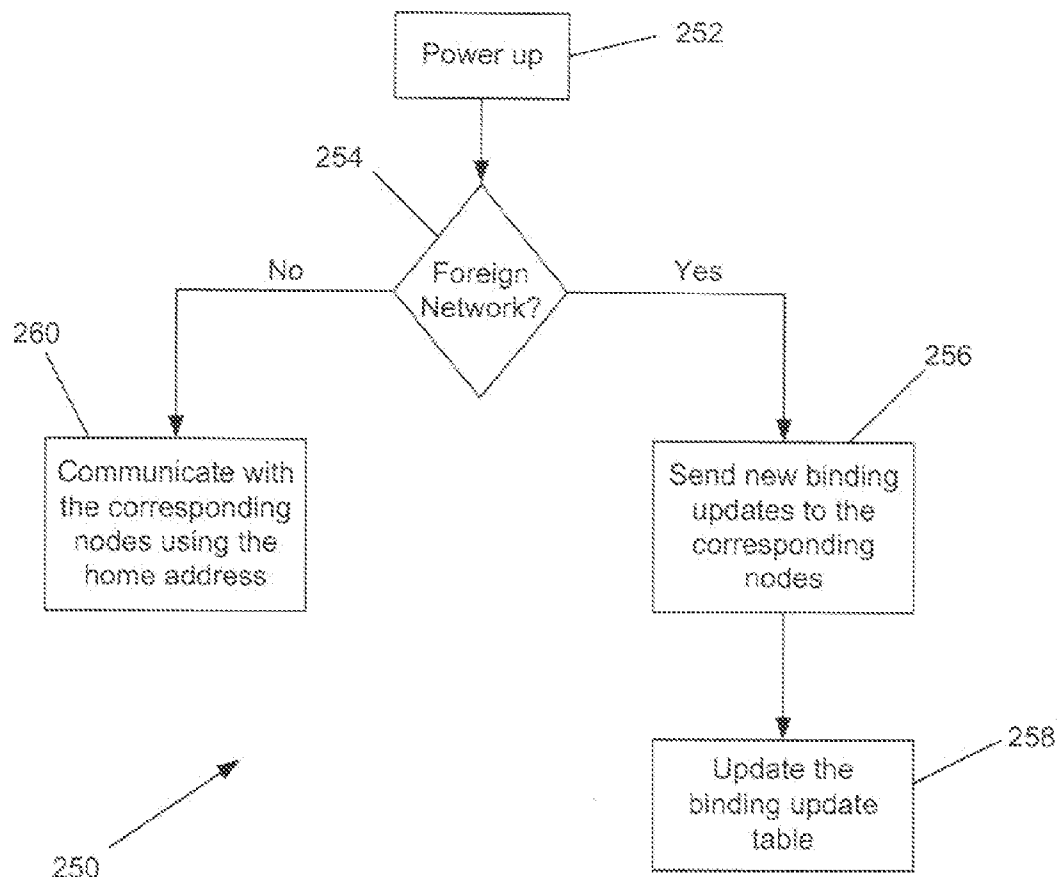 252
Power up
254
Foreign
Network?
No
Yes
260
256
Communicate with
the corresponding
nodes using the
home address
Send new binding
updates to the
corresponding
nodes
258
Update the
binding update
table
250